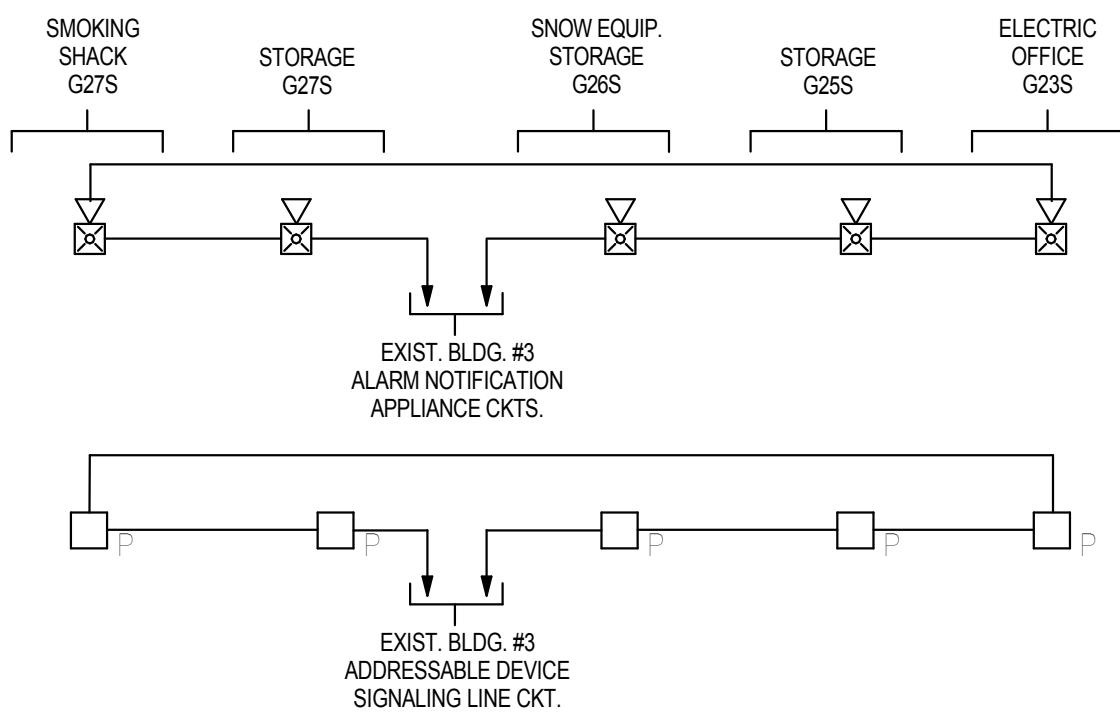 SMOKING
SHACK
G27S
STORAGE
G27S
SNOW EQUIP.
STORAGE
G26S
STORAGE
G25S
ELECTRIC
OFFICE
G23S
EXIST. BLDG. #3
ALARM NOTIFICATION
APPLIANCE CKTS.
P
P
P
P
P
EXIST. BLDG. #3
ADDRESSABLE DEVICE
SIGNALING LINE CKT.